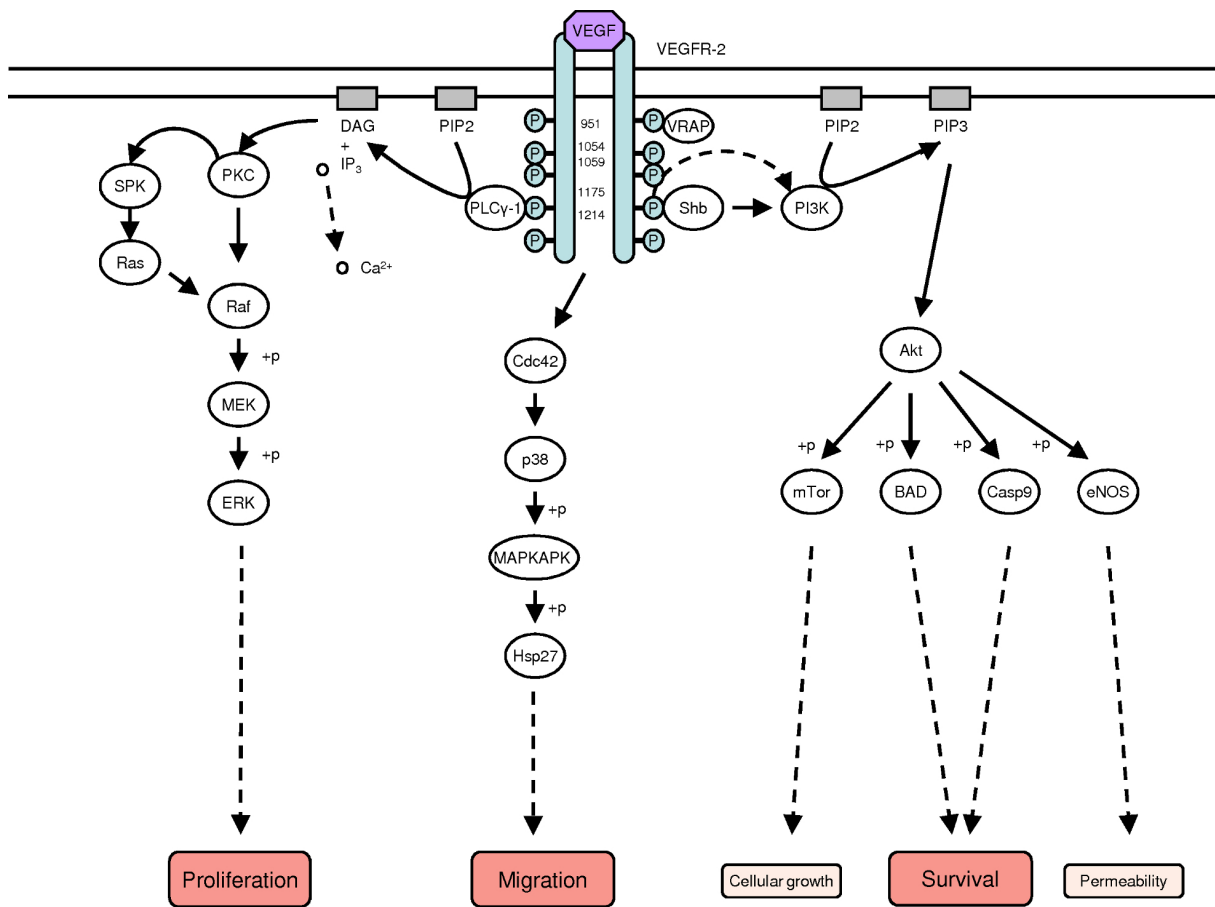 VEGF
VEGFR-2
DAG
+
IP3
PIP2
P
P
P
P
P
951
1054
1059
1175
1214
P
P
P
P
P
VRAP
PIP2
PIP3
SPK
PKC
PLCγ-1
Shb
PI3K
Ras
Ca2+
Raf
+p
MEK
+p
ERK
Cdc42
p38
+p
MAPKAPK
+p
Hsp27
Akt
+p
+p
+p
+p
mTor
BAD
Casp9
eNOS
Proliferation
Migration
Cellular growth
Survival
Permeability